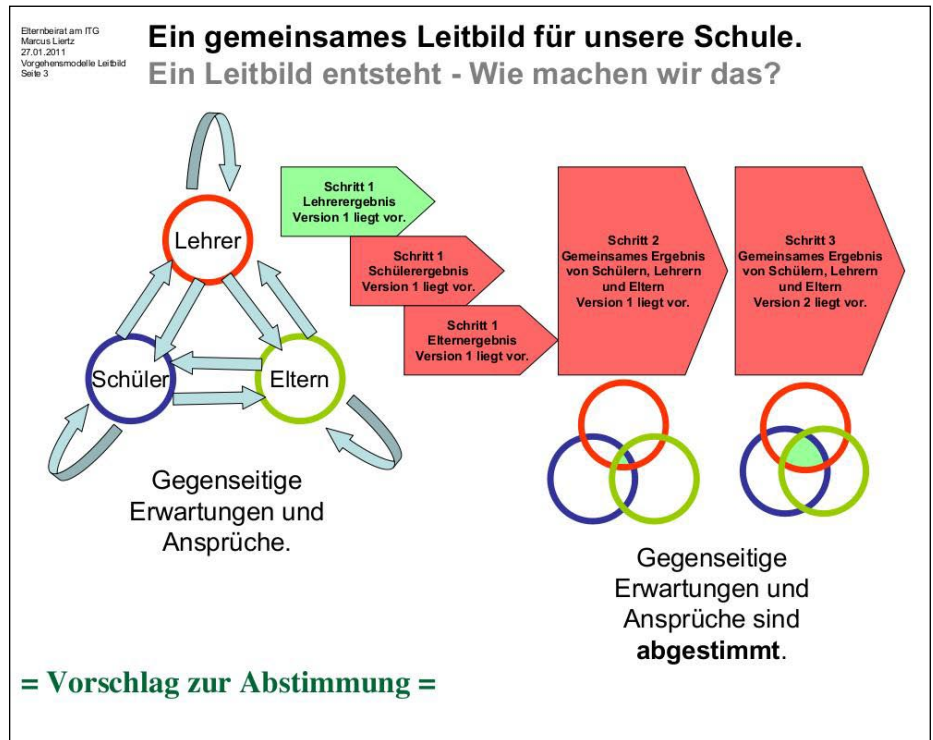 Elternbeirat am ITG
Marcus Liertz
27.01.2011
Vorgehensmodelle Leitbild
Seite 3
Ein gemeinsames Leitbild für unsere Schule.
Ein Leitbild entsteht - Wie machen wir das?
Lehrer
Schüler
Eltern
Gegenseitige
Erwartungen und
Ansprüche.
Schritt 1
Lehrerergebnis
Version 1 liegt vor.
Schritt 1
Schülerergebnis
Version 1 liegt vor.
Schritt 1
Elternergebnis
Version 1 liegt vor.
Schritt 2
Gemeinsames Ergebnis
von Schülern, Lehrern
und Eltern
Version 1 liegt vor.
Schritt 3
Gemeinsames Ergebnis
von Schülern, Lehrern
und Eltern
Version 2 liegt vor.
Gegenseitige
Erwartungen und
Ansprüche sind
abgestimmt.
= Vorschlag zur Abstimmung =